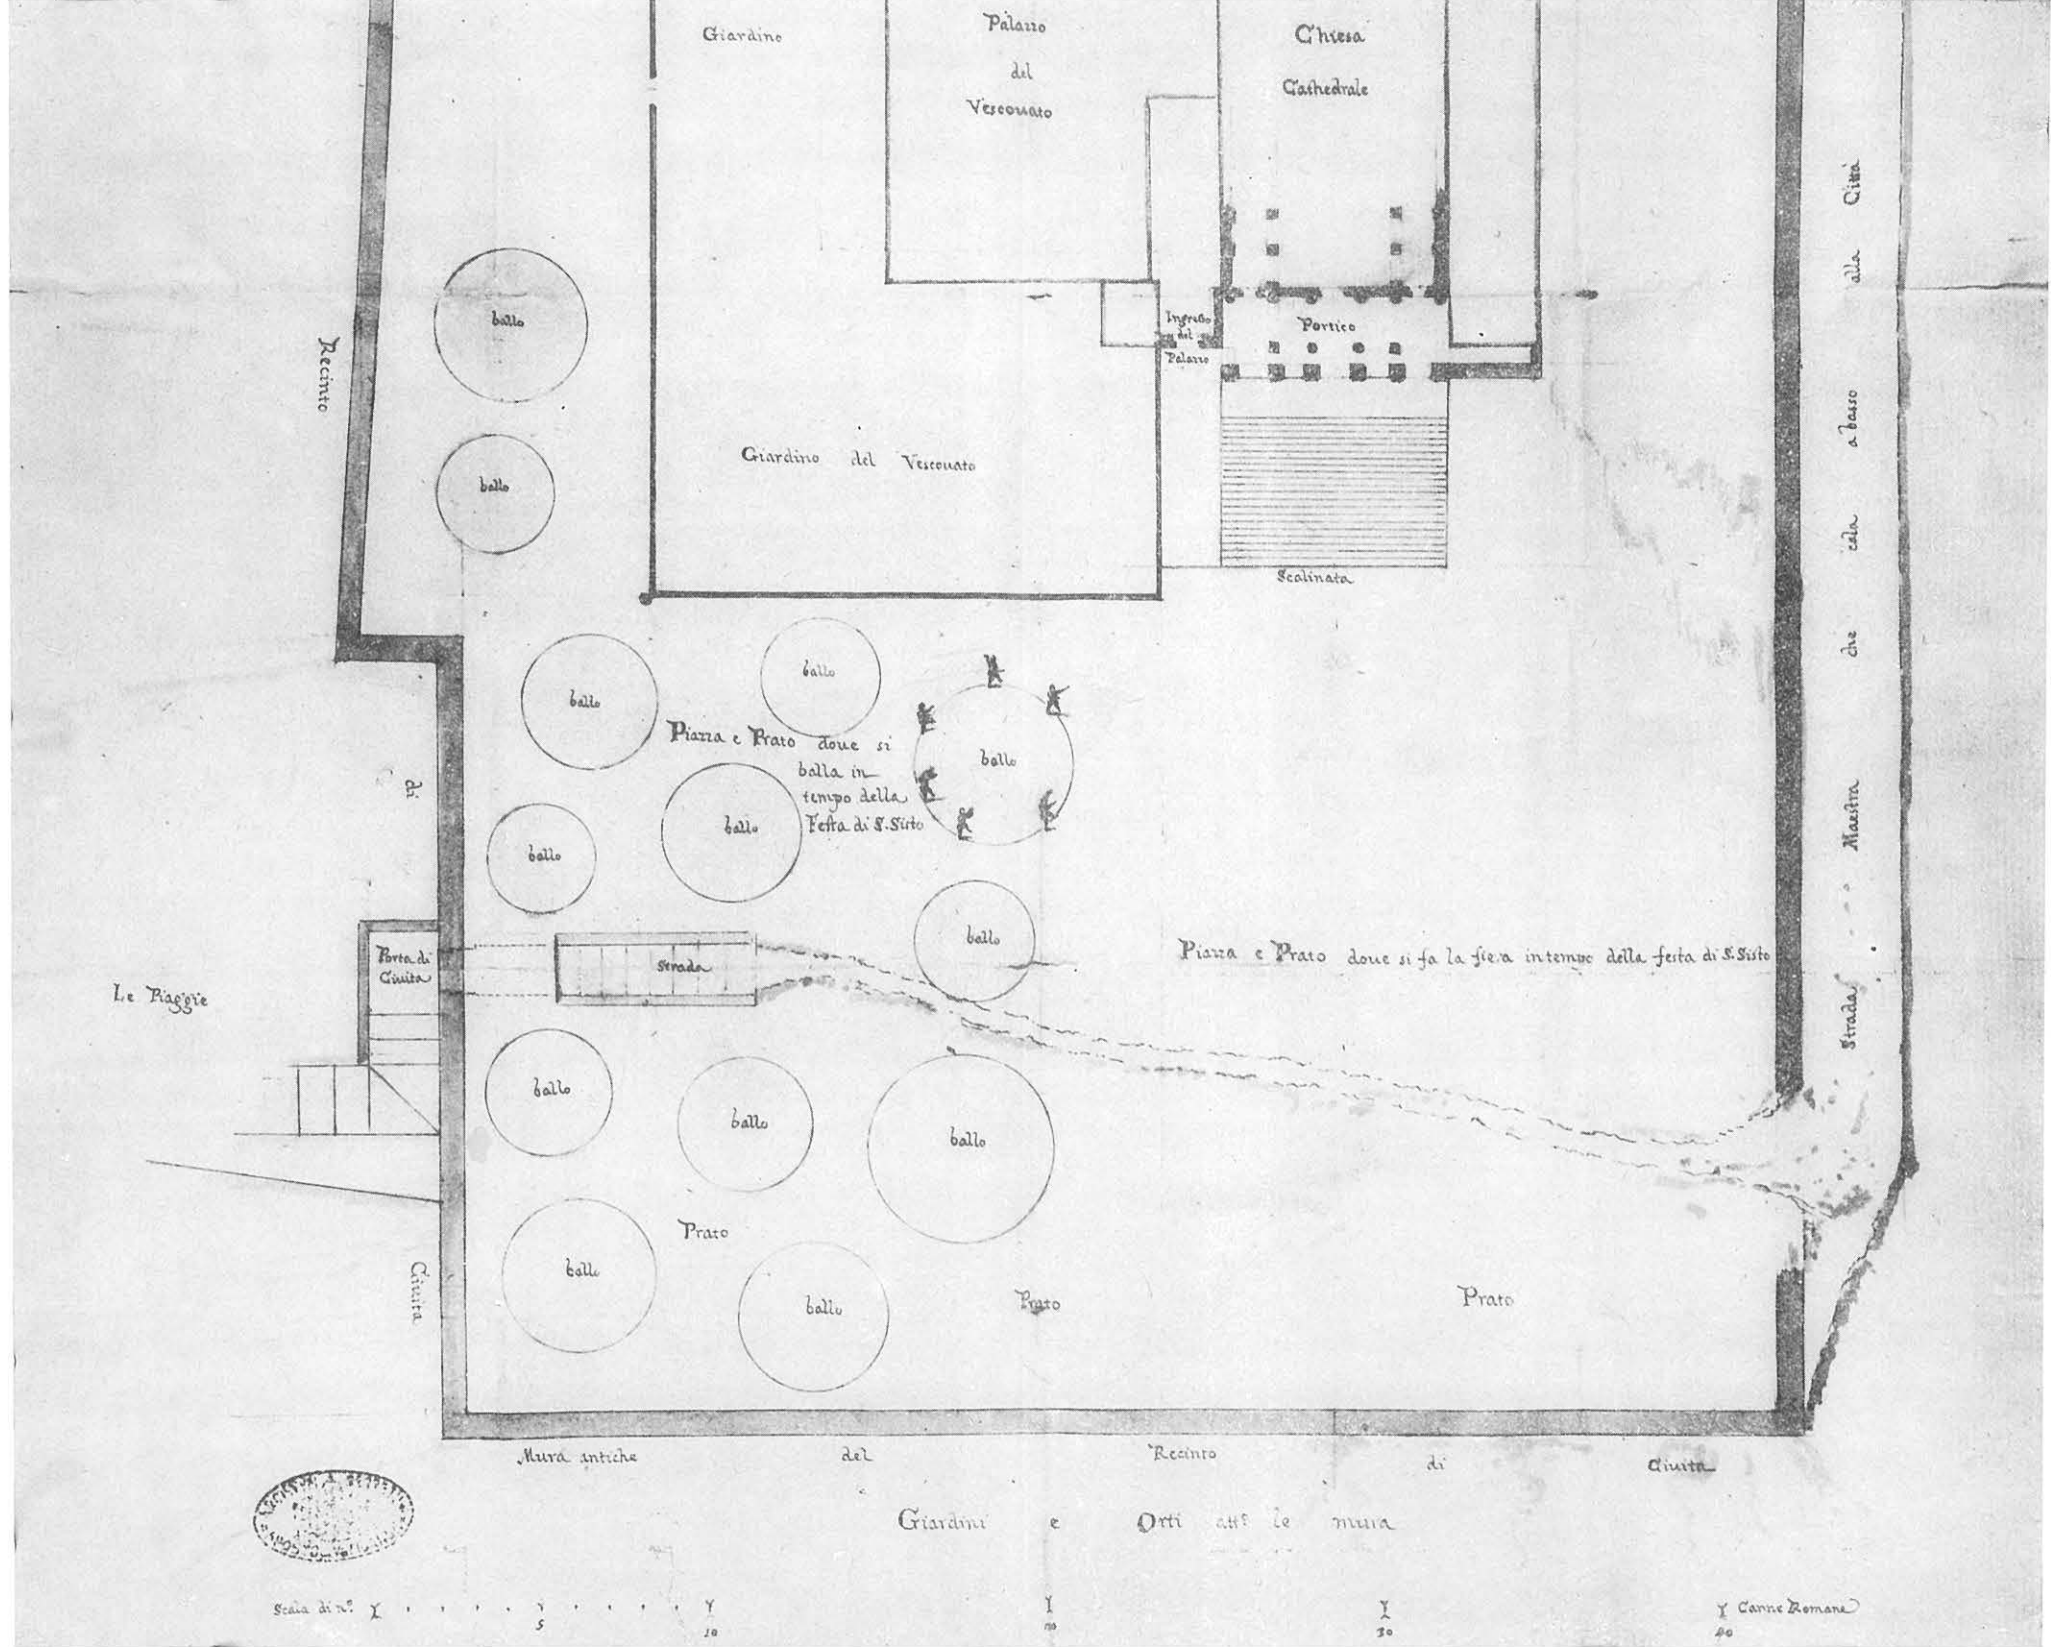 Giardino
Palazzo
del
Vescouato
Chiesa
Cathedrale
Recinto
di
Ciuita
ballo
ballo
Giardino del Vescouato
Ingresso
del
Palazzo
Portico
Scalinata
Strada Maestra che cala a basso alla Città
ballo
ballo
ballo
Piazza e Prato doue si
balla in
tempo della
Festa di S. Sisto
ballo
ballo
ballo
Porta di
Ciuita
Strada
Le Piaggie
Piazza e Prato doue si fa la fiera in tempo della festa di S. Sisto
ballo
ballo
ballo
Prato
ballo
ballo
Prato
Prato
Mura antiche del Recinto di Ciuita
Giardini e Orti att.o le mura
Scala di n.o
5
10
20
30
40
Canne Romane